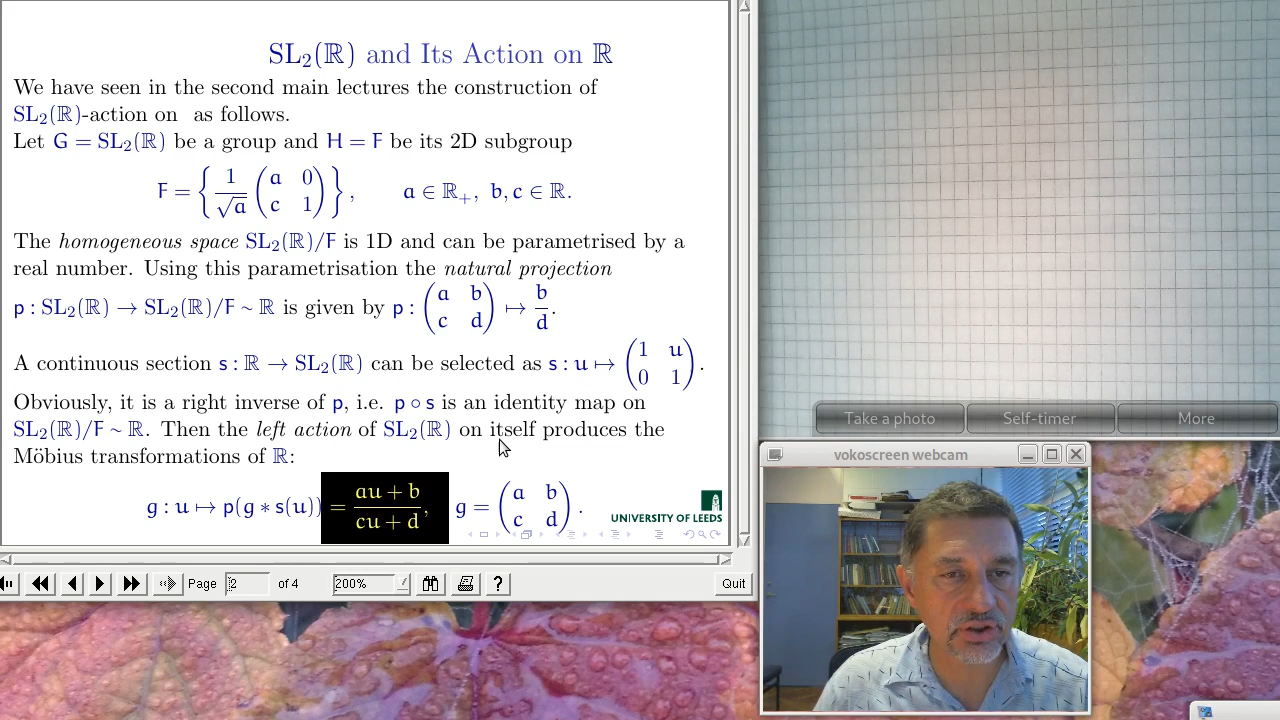 SL₂(ℝ) and Its Action on ℝ
We have seen in the second main lectures the construction of
SL₂(ℝ)-action on as follows.
Let G = SL₂(ℝ) be a group and H = F be its 2D subgroup
F = { 1/√a (a 0; c 1) }, a ∈ ℝ₊, b, c ∈ ℝ.
The homogeneous space SL₂(ℝ)/F is 1D and can be parametrised by a
real number. Using this parametrisation the natural projection
p : SL₂(ℝ) → SL₂(ℝ)/F ~ ℝ is given by p : (a b; c d) ↦ b/d.
A continuous section s : ℝ → SL₂(ℝ) can be selected as s : u ↦ (1 u; 0 1).
Obviously, it is a right inverse of p, i.e. p ∘ s is an identity map on
SL₂(ℝ)/F ~ ℝ. Then the left action of SL₂(ℝ) on itself produces the
Möbius transformations of ℝ:
g : u ↦ p(g * s(u)) = (au + b)/(cu + d), g = (a b; c d).
UNIVERSITY OF LEEDS
Page 2 of 4 200% ? Quit
Take a photo Self-timer More
vokoscreen webcam